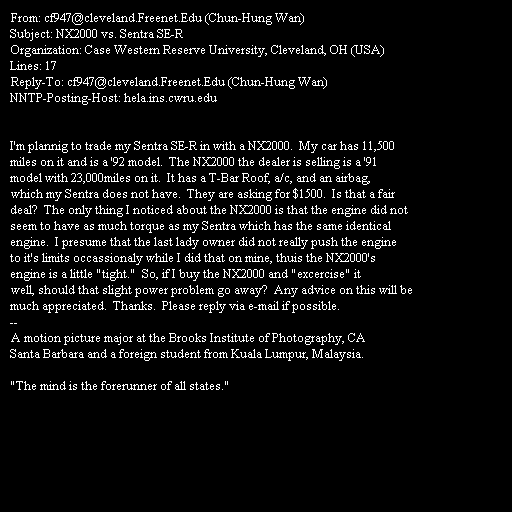 From: cf947@cleveland.Freenet.Edu (Chun-Hung Wan)
Subject: NX2000 vs. Sentra SE-R
Organization: Case Western Reserve University, Cleveland, OH (USA)
Lines: 17
Reply-To: cf947@cleveland.Freenet.Edu (Chun-Hung Wan)
NNTP-Posting-Host: hela.ins.cwru.edu
I'm plannig to trade my Sentra SE-R in with a NX2000.  My car has 11,500
miles on it and is a '92 model.  The NX2000 the dealer is selling is a '91
model with 23,000miles on it.  It has a T-Bar Roof, a/c, and an airbag,
which my Sentra does not have.  They are asking for $1500.  Is that a fair
deal?  The only thing I noticed about the NX2000 is that the engine did not
seem to have as much torque as my Sentra which has the same identical
engine.  I presume that the last lady owner did not really push the engine
to it's limits occassionaly while I did that on mine, thuis the NX2000's
engine is a little "tight."  So, if I buy the NX2000 and "excercise" it
well, should that slight power problem go away?  Any advice on this will be
much appreciated.  Thanks.  Please reply via e-mail if possible.
--
A motion picture major at the Brooks Institute of Photography, CA
Santa Barbara and a foreign student from Kuala Lumpur, Malaysia.
"The mind is the forerunner of all states."